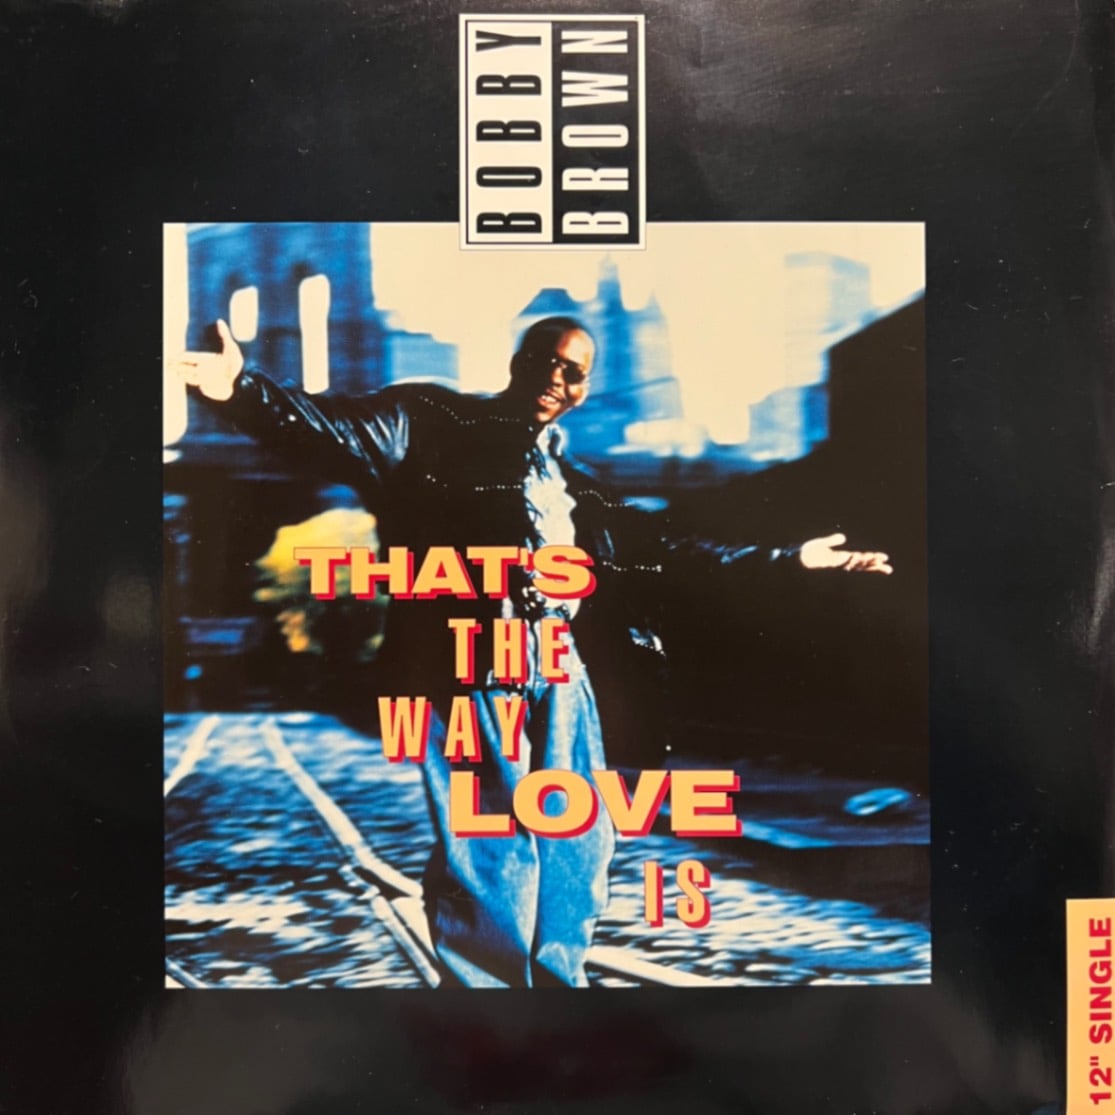 BOBBY
BROWN
THAT'S
THE
WAY
LOVE
IS
12" SINGLE